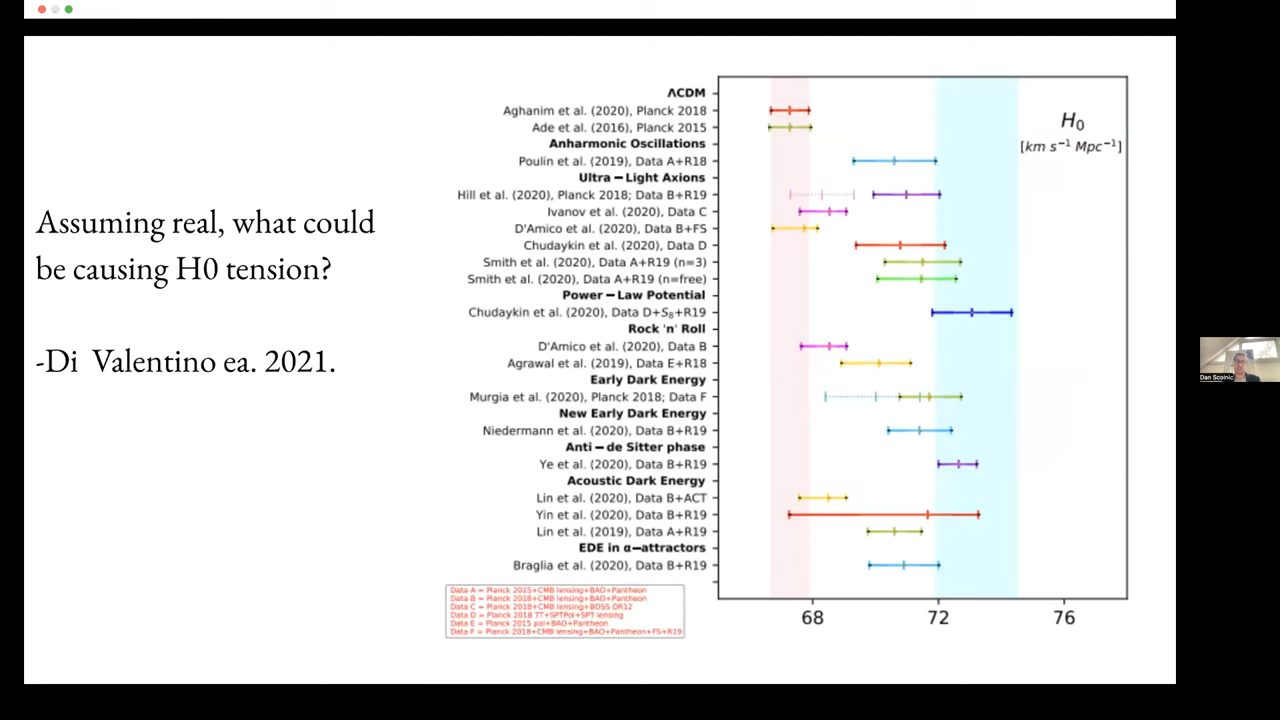 Assuming real, what could
be causing H0 tension?
-Di Valentino ea. 2021.
ΛCDM
Aghanim et al. (2020), Planck 2018
Ade et al. (2016), Planck 2015
Anharmonic Oscillations
Poulin et al. (2019), Data A+R18
Ultra − Light Axions
Hill et al. (2020), Planck 2018; Data B+R19
Ivanov et al. (2020), Data C
D'Amico et al. (2020), Data B+FS
Chudaykin et al. (2020), Data D
Smith et al. (2020), Data A+R19 (n=3)
Smith et al. (2020), Data A+R19 (n=free)
Power − Law Potential
Chudaykin et al. (2020), Data D+S₈+R19
Rock 'n' Roll
D'Amico et al. (2020), Data B
Agrawal et al. (2019), Data E+R18
Early Dark Energy
Murgia et al. (2020), Planck 2018; Data F
New Early Dark Energy
Niedermann et al. (2020), Data B+R19
Anti − de Sitter phase
Ye et al. (2020), Data B+R19
Acoustic Dark Energy
Lin et al. (2020), Data B+ACT
Yin et al. (2020), Data B+R19
Lin et al. (2019), Data A+R19
EDE in α−attractors
Braglia et al. (2020), Data B+R19
H₀
[km s⁻¹ Mpc⁻¹]
68 72 76
Data A = Planck 2015+CMB lensing+BAO+Pantheon
Data B = Planck 2018+CMB lensing+BAO+Pantheon
Data C = Planck 2018+CMB lensing+BOSS DR12
Data D = Planck 2018 TT+SPTPol+SPT lensing
Data E = Planck 2015 pol+BAO+Pantheon
Data F = Planck 2018+CMB lensing+BAO+Pantheon+FS+R19
Dan Scolnic